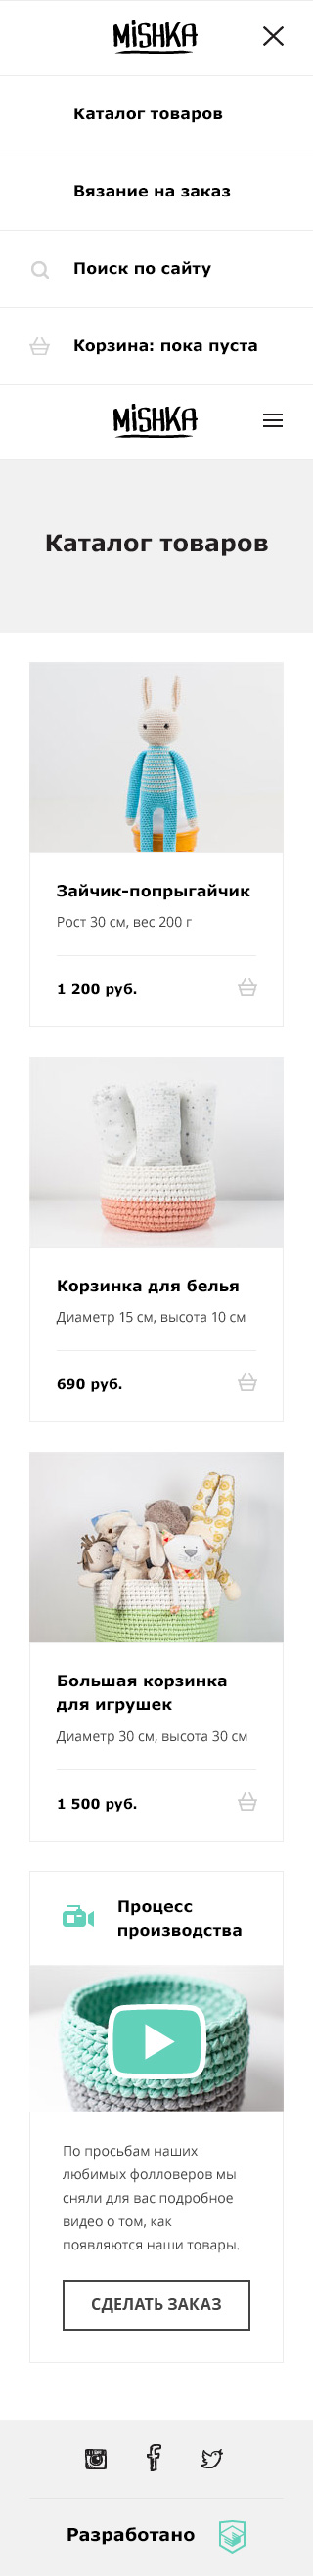 MiSHKA
Каталог товаров
Вязание на заказ
Поиск по сайту
Корзина: пока пуста
MiSHKA
Каталог товаров
Зайчик-попрыгайчик
Рост 30 см, вес 200 г
1 200 руб.
Корзинка для белья
Диаметр 15 см, высота 10 см
690 руб.
Большая корзинка
для игрушек
Диаметр 30 см, высота 30 см
1 500 руб.
Процесс
производства
По просьбам наших
любимых фолловеров мы
сняли для вас подробное
видео о том, как
появляются наши товары.
СДЕЛАТЬ ЗАКАЗ
Разработано